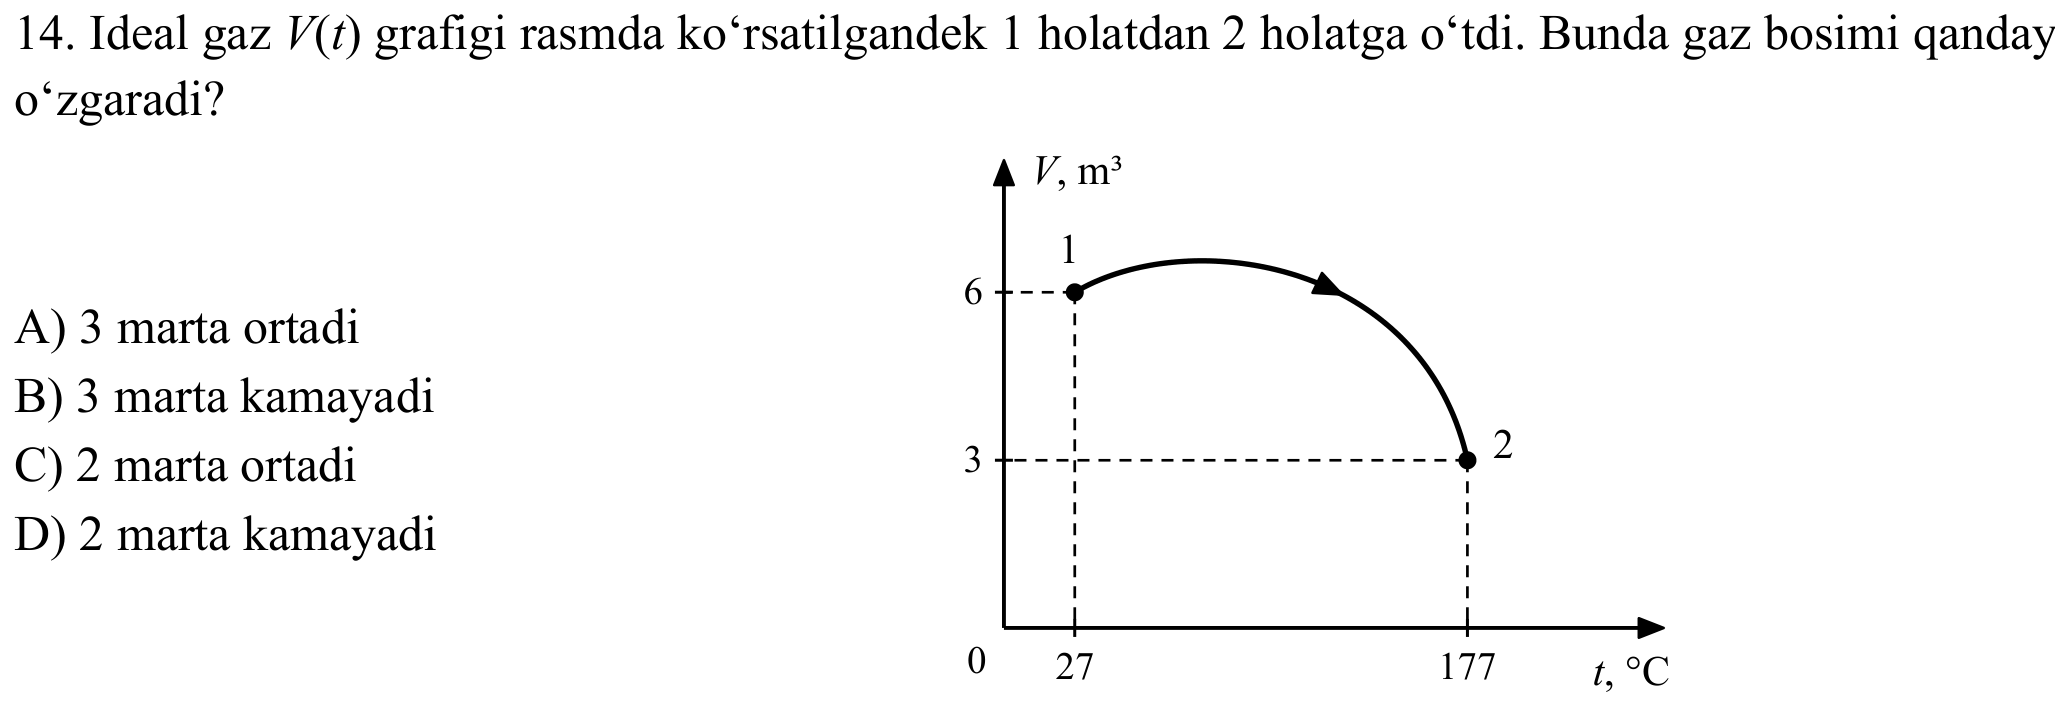 14. Ideal gaz V(t) grafigi rasmda ko‘rsatilgandek 1 holatdan 2 holatga o‘tdi. Bunda gaz bosimi qanday
o‘zgaradi?
V, m³
1
6
A) 3 marta ortadi
B) 3 marta kamayadi
C) 2 marta ortadi
3
2
D) 2 marta kamayadi
0
27
177
t, °C